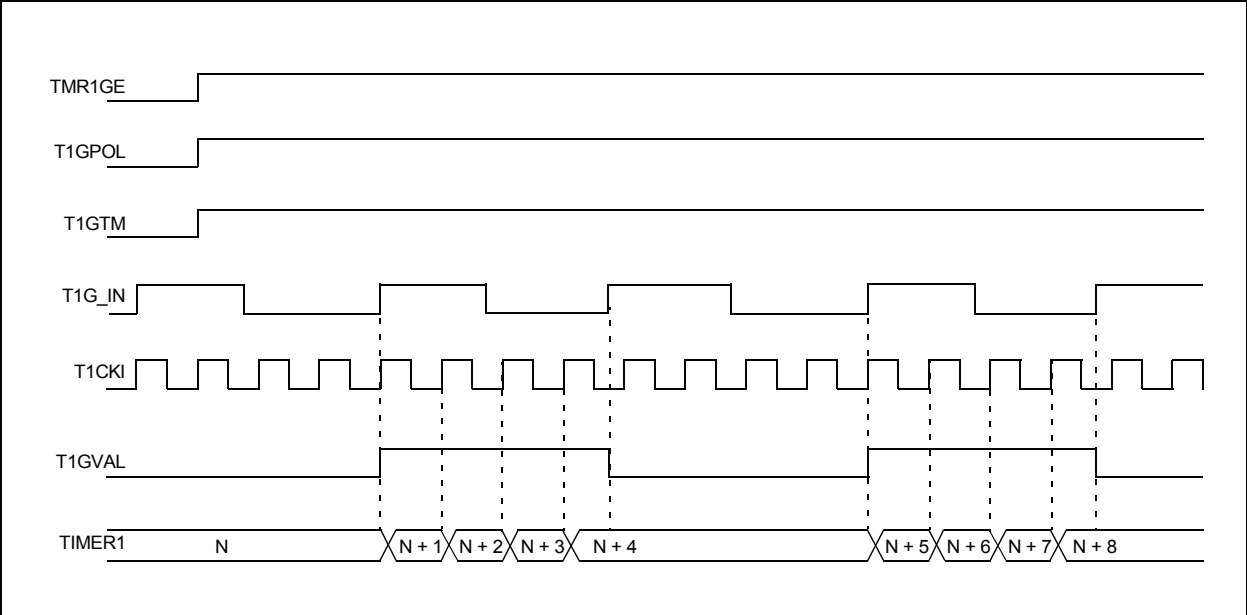 TMR1GE
T1GPOL
T1GTM
T1G_IN
T1CKI
T1GVAL
TIMER1 N N + 1 N + 2 N + 3 N + 4 N + 5 N + 6 N + 7 N + 8